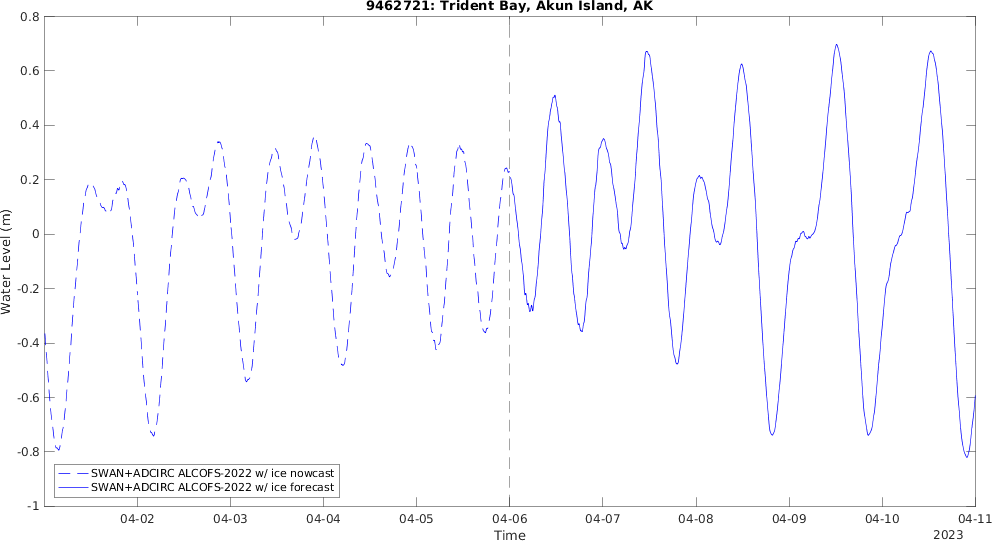 9462721: Trident Bay, Akun Island, AK
0.8
0.6
0.4
0.2
0
-0.2
-0.4
-0.6
-0.8
-1
Water Level (m)
SWAN+ADCIRC ALCOFS-2022 w/ ice nowcast
SWAN+ADCIRC ALCOFS-2022 w/ ice forecast
04-02 04-03 04-04 04-05 04-06 04-07 04-08 04-09 04-10 04-11
Time
2023